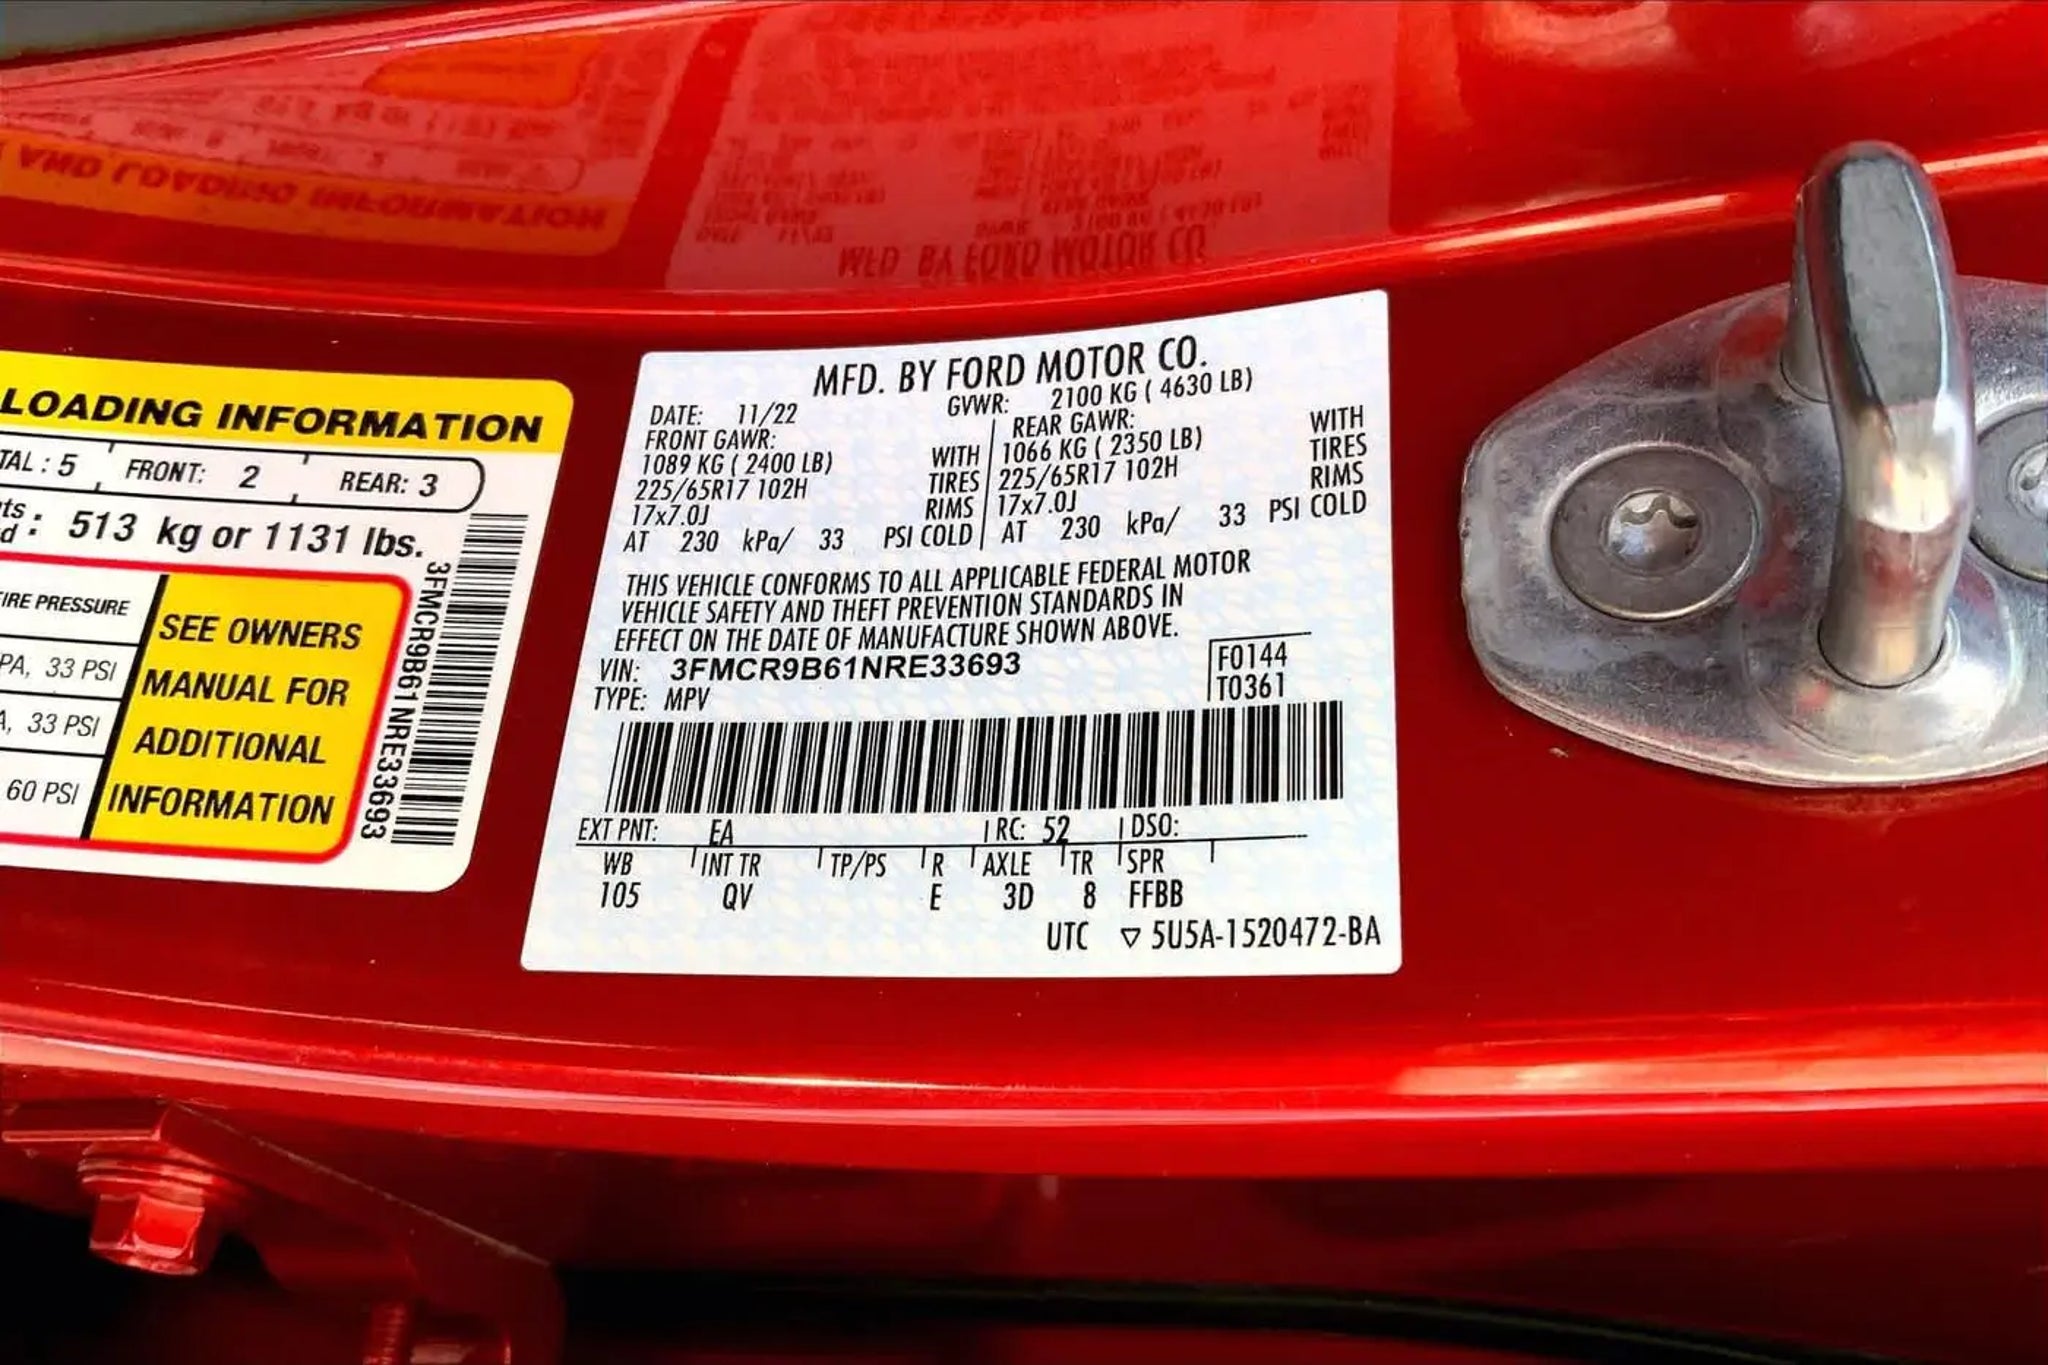 LOADING INFORMATION
TAL : 5 FRONT: 2 REAR: 3
513 kg or 1131 lbs.
IRE PRESSURE
PA, 33 PSI
A, 33 PSI
60 PSI
SEE OWNERS
MANUAL FOR
ADDITIONAL
INFORMATION
3FMCR9B61NRE33693
MFD. BY FORD MOTOR CO.
DATE: 11/22 GVWR: 2100 KG ( 4630 LB)
FRONT GAWR: REAR GAWR: WITH
1089 KG ( 2400 LB) WITH 1066 KG ( 2350 LB) TIRES
225/65R17 102H TIRES 225/65R17 102H RIMS
17x7.0J RIMS 17x7.0J
AT 230 kPa/ 33 PSI COLD AT 230 kPa/ 33 PSI COLD
THIS VEHICLE CONFORMS TO ALL APPLICABLE FEDERAL MOTOR
VEHICLE SAFETY AND THEFT PREVENTION STANDARDS IN
EFFECT ON THE DATE OF MANUFACTURE SHOWN ABOVE.
VIN: 3FMCR9B61NRE33693 F0144
TYPE: MPV T0361
EXT PNT: EA RC: 52 DSO:
WB INT TR TP/PS R AXLE TR SPR
105 QV E 3D 8 FFBB
UTC ▽ 5U5A-1520472-BA